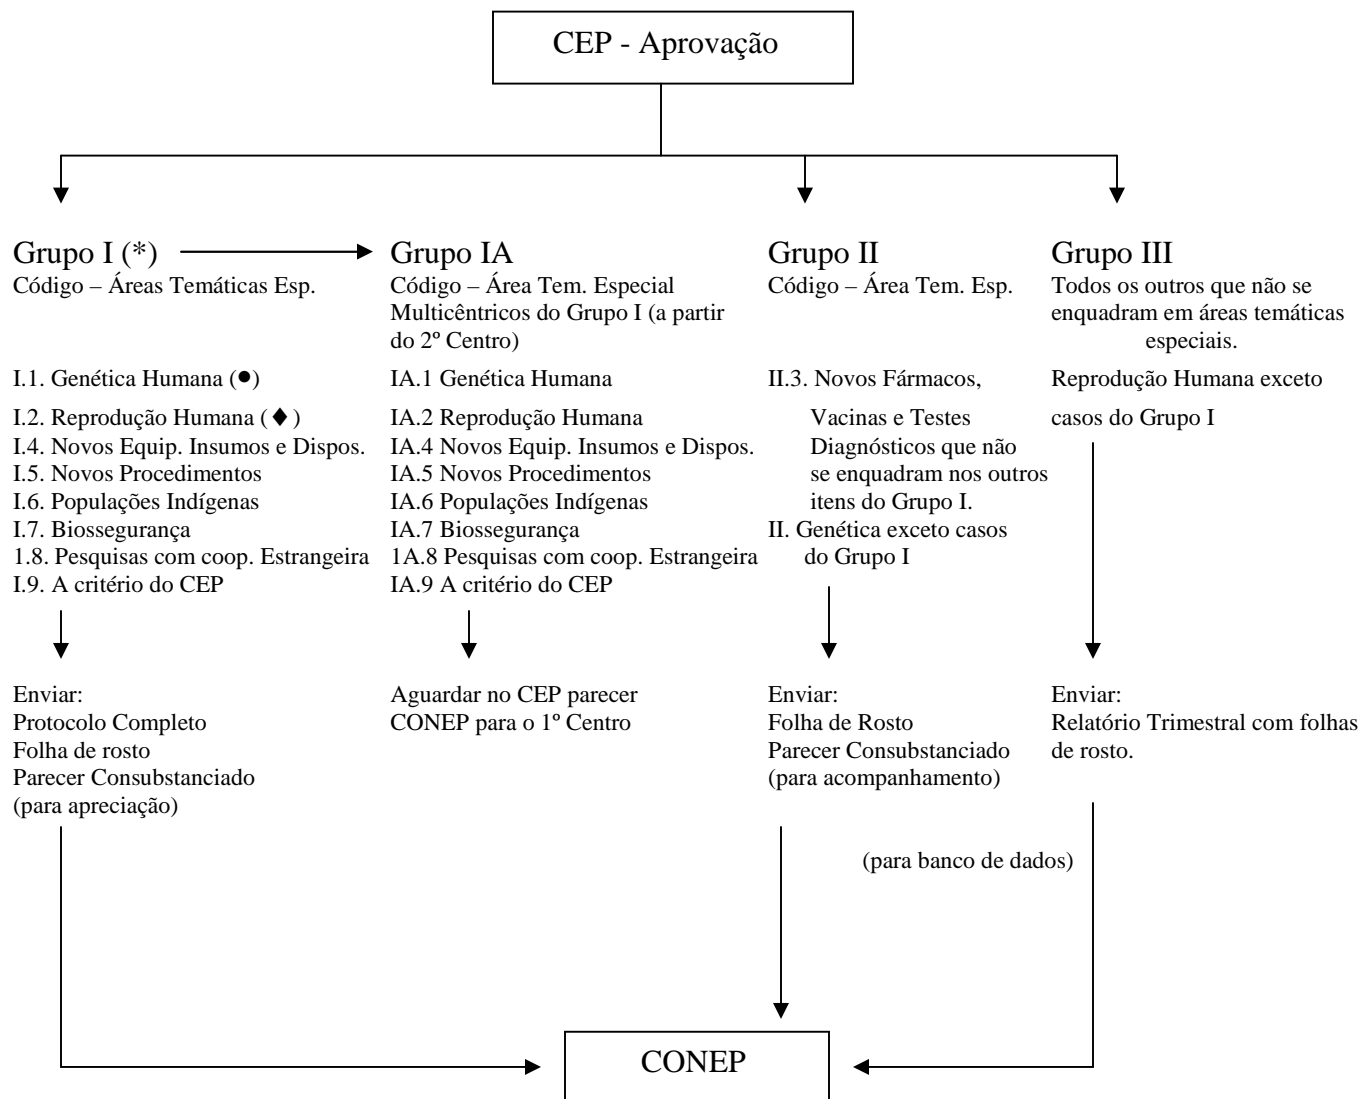 CEP - Aprovação
Grupo I (*)
Código – Áreas Temáticas Esp.
I.1. Genética Humana (●)
I.2. Reprodução Humana (♦)
I.4. Novos Equip. Insumos e Dispos.
I.5. Novos Procedimentos
I.6. Populações Indígenas
I.7. Biossegurança
1.8. Pesquisas com coop. Estrangeira
I.9. A critério do CEP
Enviar:
Protocolo Completo
Folha de rosto
Parecer Consubstanciado
(para apreciação)
Grupo IA
Código – Área Tem. Especial
Multicêntricos do Grupo I (a partir
do 2º Centro)
IA.1 Genética Humana
IA.2 Reprodução Humana
IA.4 Novos Equip. Insumos e Dispos.
IA.5 Novos Procedimentos
IA.6 Populações Indígenas
IA.7 Biossegurança
1A.8 Pesquisas com coop. Estrangeira
IA.9 A critério do CEP
Aguardar no CEP parecer
CONEP para o 1º Centro
Grupo II
Código – Área Tem. Esp.
II.3. Novos Fármacos,
Vacinas e Testes
Diagnósticos que não
se enquadram nos outros
itens do Grupo I.
II. Genética exceto casos
do Grupo I
Enviar:
Folha de Rosto
Parecer Consubstanciado
(para acompanhamento)
Grupo III
Todos os outros que não se
enquadram em áreas temáticas
especiais.
Reprodução Humana exceto
casos do Grupo I
Enviar:
Relatório Trimestral com folhas
de rosto.
(para banco de dados)
CONEP